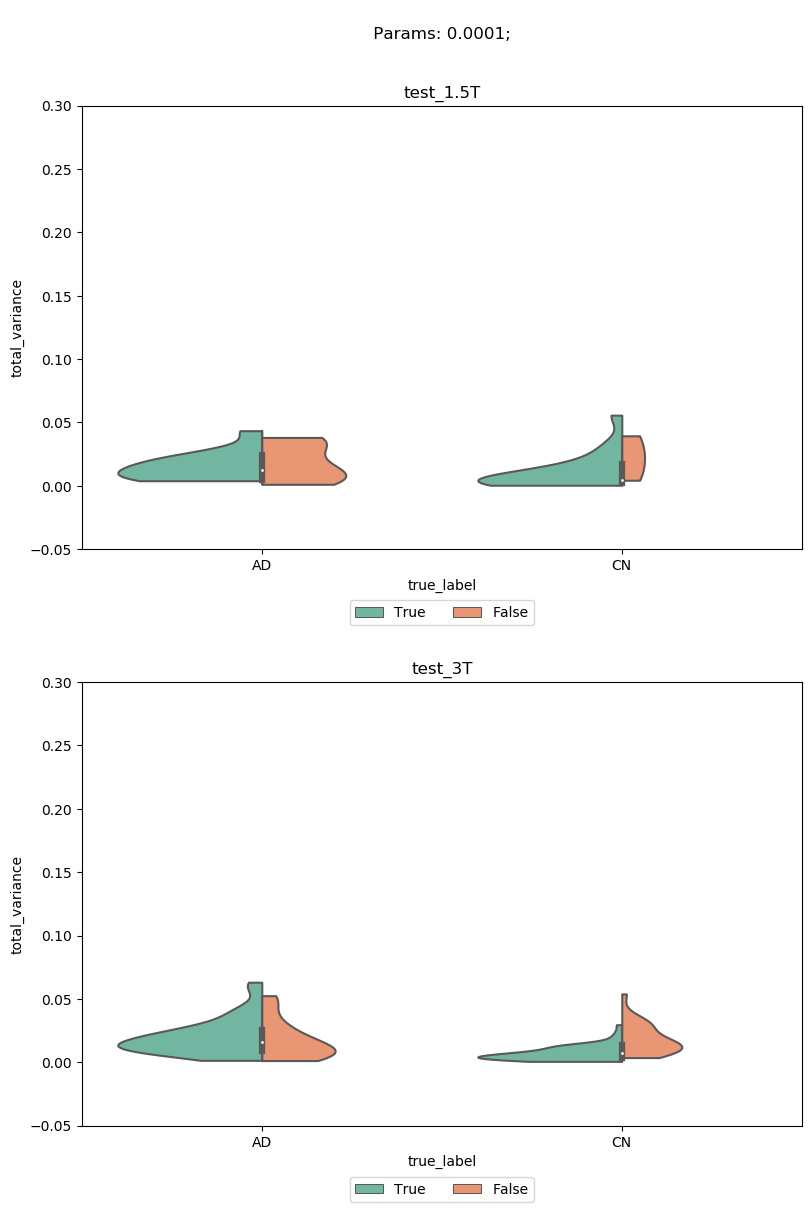 Params: 0.0001;
test_1.5T
0.30
0.25
0.20
0.15
0.10
0.05
0.00
−0.05
total_variance
AD CN
true_label
True False
test_3T
0.30
0.25
0.20
0.15
0.10
0.05
0.00
−0.05
total_variance
AD CN
true_label
True False